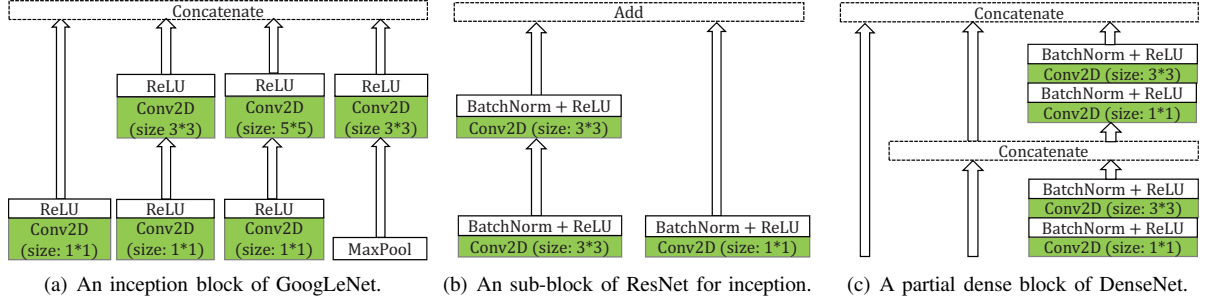 Concatenate
ReLU
Conv2D
(size 3*3)
ReLU
Conv2D
(size: 5*5)
ReLU
Conv2D
(size 3*3)
ReLU
Conv2D
(size: 1*1)
ReLU
Conv2D
(size: 1*1)
ReLU
Conv2D
(size: 1*1)
MaxPool
(a) An inception block of GoogLeNet.
Add
BatchNorm + ReLU
Conv2D (size: 3*3)
BatchNorm + ReLU
Conv2D (size: 3*3)
BatchNorm + ReLU
Conv2D (size: 1*1)
(b) An sub-block of ResNet for inception.
Concatenate
BatchNorm + ReLU
Conv2D (size: 3*3)
BatchNorm + ReLU
Conv2D (size: 1*1)
Concatenate
BatchNorm + ReLU
Conv2D (size: 3*3)
BatchNorm + ReLU
Conv2D (size: 1*1)
(c) A partial dense block of DenseNet.